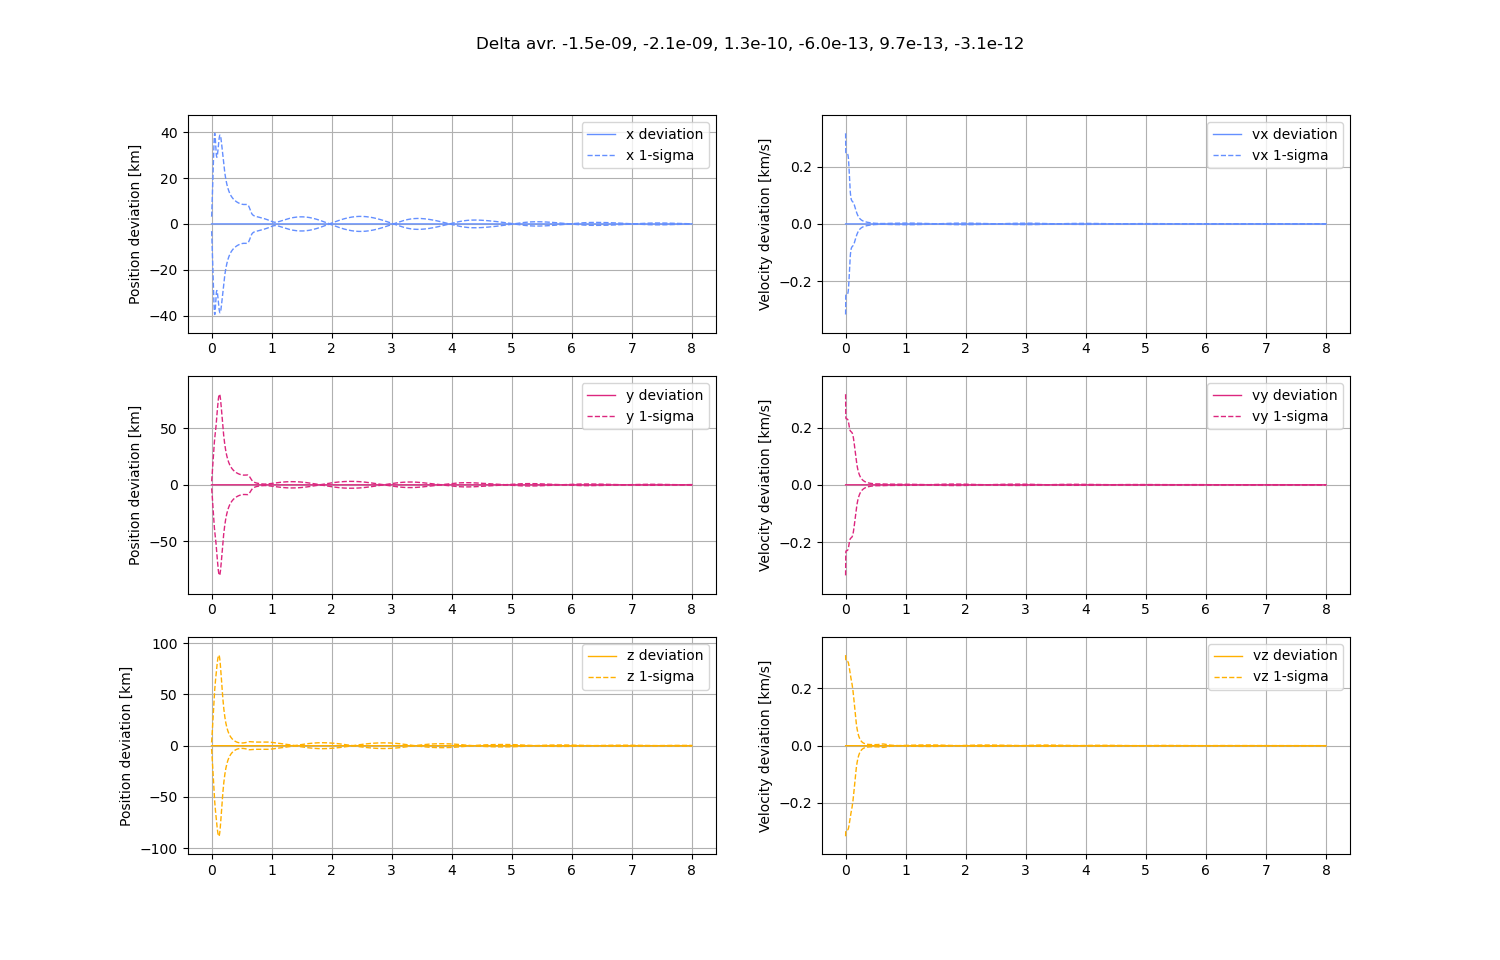 Delta avr. -1.5e-09, -2.1e-09, 1.3e-10, -6.0e-13, 9.7e-13, -3.1e-12
Position deviation [km]
40
20
0
−20
−40
x deviation
x 1-sigma
0 1 2 3 4 5 6 7 8
Velocity deviation [km/s]
0.2
0.0
−0.2
vx deviation
vx 1-sigma
0 1 2 3 4 5 6 7 8
Position deviation [km]
50
0
−50
y deviation
y 1-sigma
0 1 2 3 4 5 6 7 8
Velocity deviation [km/s]
0.2
0.0
−0.2
vy deviation
vy 1-sigma
0 1 2 3 4 5 6 7 8
Position deviation [km]
100
50
0
−50
−100
z deviation
z 1-sigma
0 1 2 3 4 5 6 7 8
Velocity deviation [km/s]
0.2
0.0
−0.2
vz deviation
vz 1-sigma
0 1 2 3 4 5 6 7 8